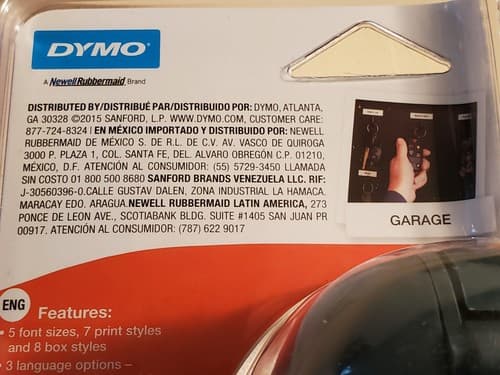 DYMO
A NewellRubbermaid Brand
DISTRIBUTED BY/DISTRIBUÉ PAR/DISTRIBUIDO POR: DYMO, ATLANTA,
GA 30328 ©2015 SANFORD, L.P. WWW.DYMO.COM, CUSTOMER CARE:
877-724-8324 | EN MÉXICO IMPORTADO Y DISTRIBUIDO POR: NEWELL
RUBBERMAID DE MÉXICO S. DE R.L. DE C.V. AV. VASCO DE QUIROGA
3000 P. PLAZA 1, COL. SANTA FE, DEL. ALVARO OBREGÓN C.P. 01210,
MÉXICO, D.F. ATENCIÓN AL CONSUMIDOR: (55) 5729-3450 LLAMADA
SIN COSTO 01 800 500 8680 SANFORD BRANDS VENEZUELA LLC. RIF:
J-30560396-0.CALLE GUSTAV DALEN, ZONA INDUSTRIAL LA HAMACA.
MARACAY EDO. ARAGUA.NEWELL RUBBERMAID LATIN AMERICA, 273
PONCE DE LEON AVE., SCOTIABANK BLDG. SUITE #1405 SAN JUAN PR
00917. ATENCIÓN AL CONSUMIDOR: (787) 622 9017
GARAGE
ENG
Features:
• 5 font sizes, 7 print styles
and 8 box styles
• 3 language options –